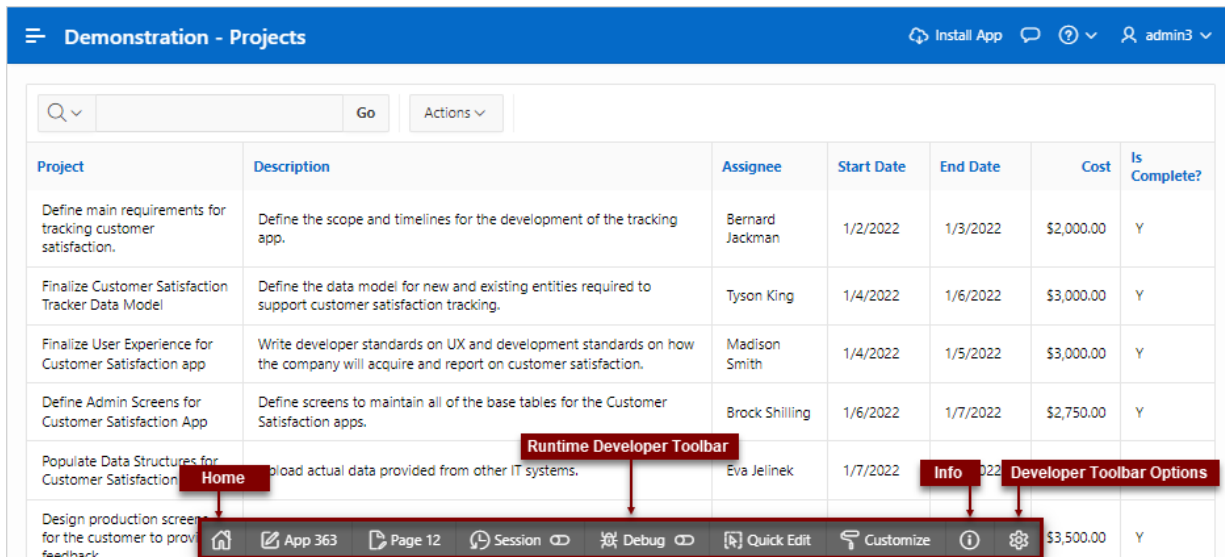 Demonstration - Projects
Install App
admin3
Go
Actions
Project Description Assignee Start Date End Date Cost Is Complete?
Define main requirements for
tracking customer
satisfaction.
Define the scope and timelines for the development of the tracking
app.
Bernard
Jackman
1/2/2022 1/3/2022 $2,000.00 Y
Finalize Customer Satisfaction
Tracker Data Model
Define the data model for new and existing entities required to
support customer satisfaction tracking.
Tyson King 1/4/2022 1/6/2022 $3,000.00 Y
Finalize User Experience for
Customer Satisfaction app
Write developer standards on UX and development standards on how
the company will acquire and report on customer satisfaction.
Madison
Smith
1/4/2022 1/5/2022 $3,000.00 Y
Define Admin Screens for
Customer Satisfaction App
Define screens to maintain all of the base tables for the Customer
Satisfaction apps.
Brock Shilling 1/6/2022 1/7/2022 $2,750.00 Y
Runtime Developer Toolbar
Populate Data Structures for
Customer Satisfaction
actual data provided from other IT systems.
Eva Jelinek 1/7/2022
Home
Info
Developer Toolbar Options
Design production
for the customer to
feedback
$3,500.00 Y
App 363 Page 12 Session Debug Quick Edit Customize